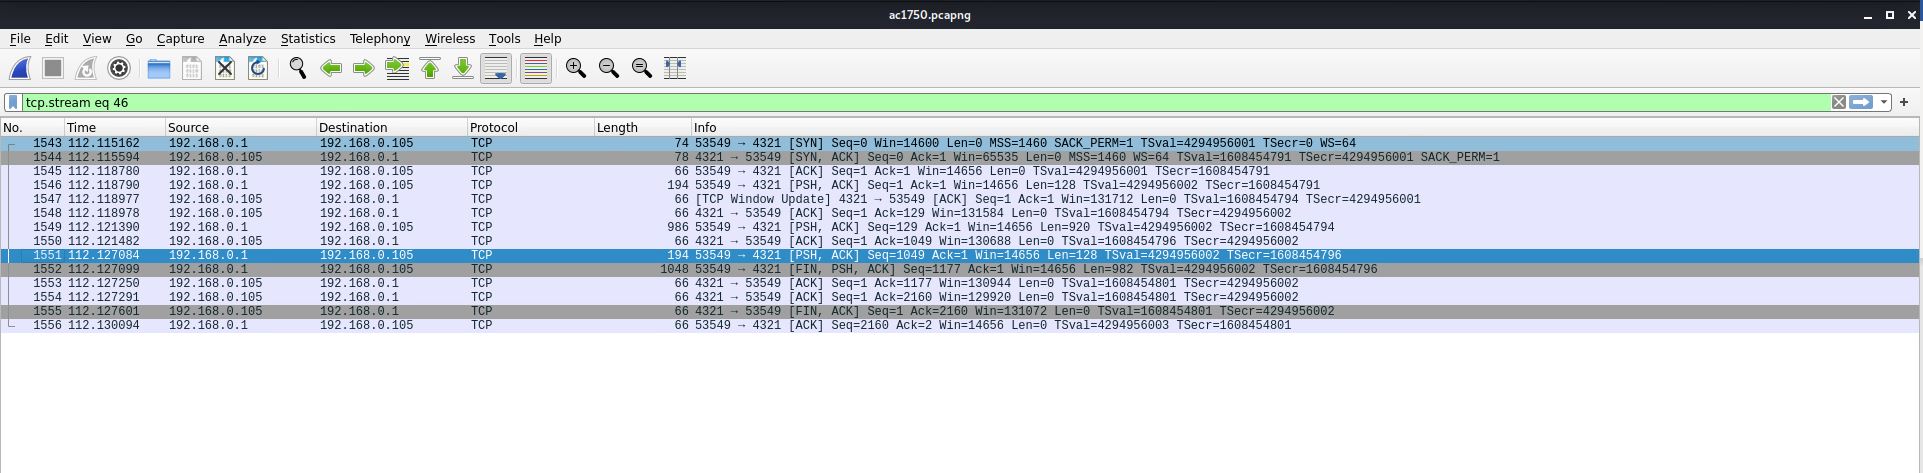 ac1750.pcapng
File Edit View Go Capture Analyze Statistics Telephony Wireless Tools Help
tcp.stream eq 46
No. Time Source Destination Protocol Length Info
1543 112.115162 192.168.0.1 192.168.0.105 TCP 74 53549 → 4321 [SYN] Seq=0 Win=14600 Len=0 MSS=1460 SACK_PERM=1 TSval=4294956001 TSecr=0 WS=64
1544 112.115594 192.168.0.105 192.168.0.1 TCP 78 4321 → 53549 [SYN, ACK] Seq=0 Ack=1 Win=65535 Len=0 MSS=1460 WS=64 TSval=1608454791 TSecr=4294956001 SACK_PERM=1
1545 112.118780 192.168.0.1 192.168.0.105 TCP 66 53549 → 4321 [ACK] Seq=1 Ack=1 Win=14656 Len=0 TSval=4294956001 TSecr=1608454791
1546 112.118790 192.168.0.1 192.168.0.105 TCP 194 53549 → 4321 [PSH, ACK] Seq=1 Ack=1 Win=14656 Len=128 TSval=4294956002 TSecr=1608454791
1547 112.118977 192.168.0.105 192.168.0.1 TCP 66 [TCP Window Update] 4321 → 53549 [ACK] Seq=1 Ack=1 Win=131712 Len=0 TSval=1608454794 TSecr=4294956001
1548 112.118978 192.168.0.105 192.168.0.1 TCP 66 4321 → 53549 [ACK] Seq=1 Ack=129 Win=131584 Len=0 TSval=1608454794 TSecr=4294956002
1549 112.121390 192.168.0.1 192.168.0.105 TCP 986 53549 → 4321 [PSH, ACK] Seq=129 Ack=1 Win=14656 Len=920 TSval=4294956002 TSecr=1608454794
1550 112.121482 192.168.0.105 192.168.0.1 TCP 66 4321 → 53549 [ACK] Seq=1 Ack=1049 Win=130688 Len=0 TSval=1608454796 TSecr=4294956002
1551 112.127084 192.168.0.1 192.168.0.105 TCP 194 53549 → 4321 [PSH, ACK] Seq=1049 Ack=1 Win=14656 Len=128 TSval=4294956002 TSecr=1608454796
1552 112.127099 192.168.0.1 192.168.0.105 TCP 1048 53549 → 4321 [FIN, PSH, ACK] Seq=1177 Ack=1 Win=14656 Len=982 TSval=4294956002 TSecr=1608454796
1553 112.127250 192.168.0.105 192.168.0.1 TCP 66 4321 → 53549 [ACK] Seq=1 Ack=1177 Win=130944 Len=0 TSval=1608454801 TSecr=4294956002
1554 112.127291 192.168.0.105 192.168.0.1 TCP 66 4321 → 53549 [ACK] Seq=1 Ack=2160 Win=129920 Len=0 TSval=1608454801 TSecr=4294956002
1555 112.127601 192.168.0.105 192.168.0.1 TCP 66 4321 → 53549 [FIN, ACK] Seq=1 Ack=2160 Win=131072 Len=0 TSval=1608454801 TSecr=4294956002
1556 112.130094 192.168.0.1 192.168.0.105 TCP 66 53549 → 4321 [ACK] Seq=2160 Ack=2 Win=14656 Len=0 TSval=4294956003 TSecr=1608454801